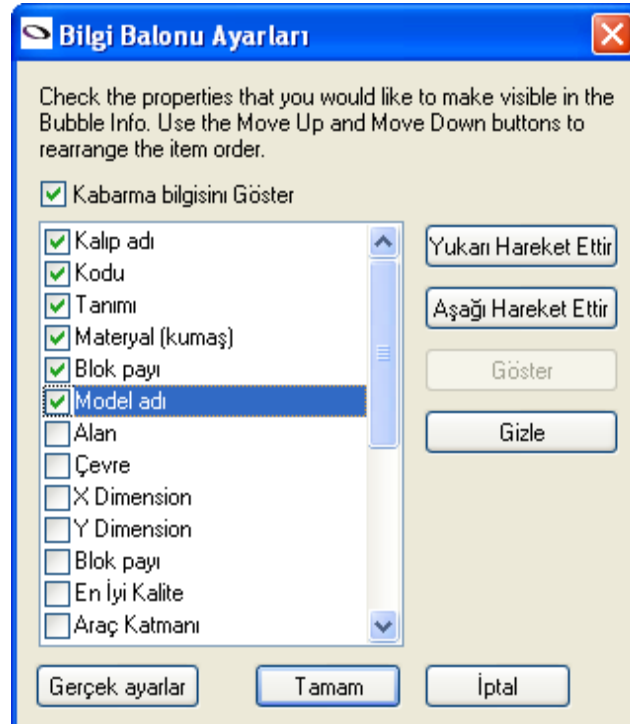 Bilgi Balonu Ayarları
Check the properties that you would like to make visible in the
Bubble Info. Use the Move Up and Move Down buttons to
rearrange the item order.
Kabarma bilgisini Göster
Kalıp adı
Kodu
Tanımı
Materyal (kumaş)
Blok payı
Model adı
Alan
Çevre
X Dimension
Y Dimension
Blok payı
En İyi Kalite
Araç Katmanı
Yukarı Hareket Ettir
Aşağı Hareket Ettir
Göster
Gizle
Gerçek ayarlar
Tamam
İptal